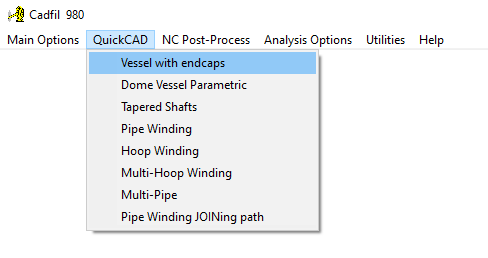 Cadfil 980
Main Options QuickCAD NC Post-Process Analysis Options Utilities Help
Vessel with endcaps
Dome Vessel Parametric
Tapered Shafts
Pipe Winding
Hoop Winding
Multi-Hoop Winding
Multi-Pipe
Pipe Winding JOINing path